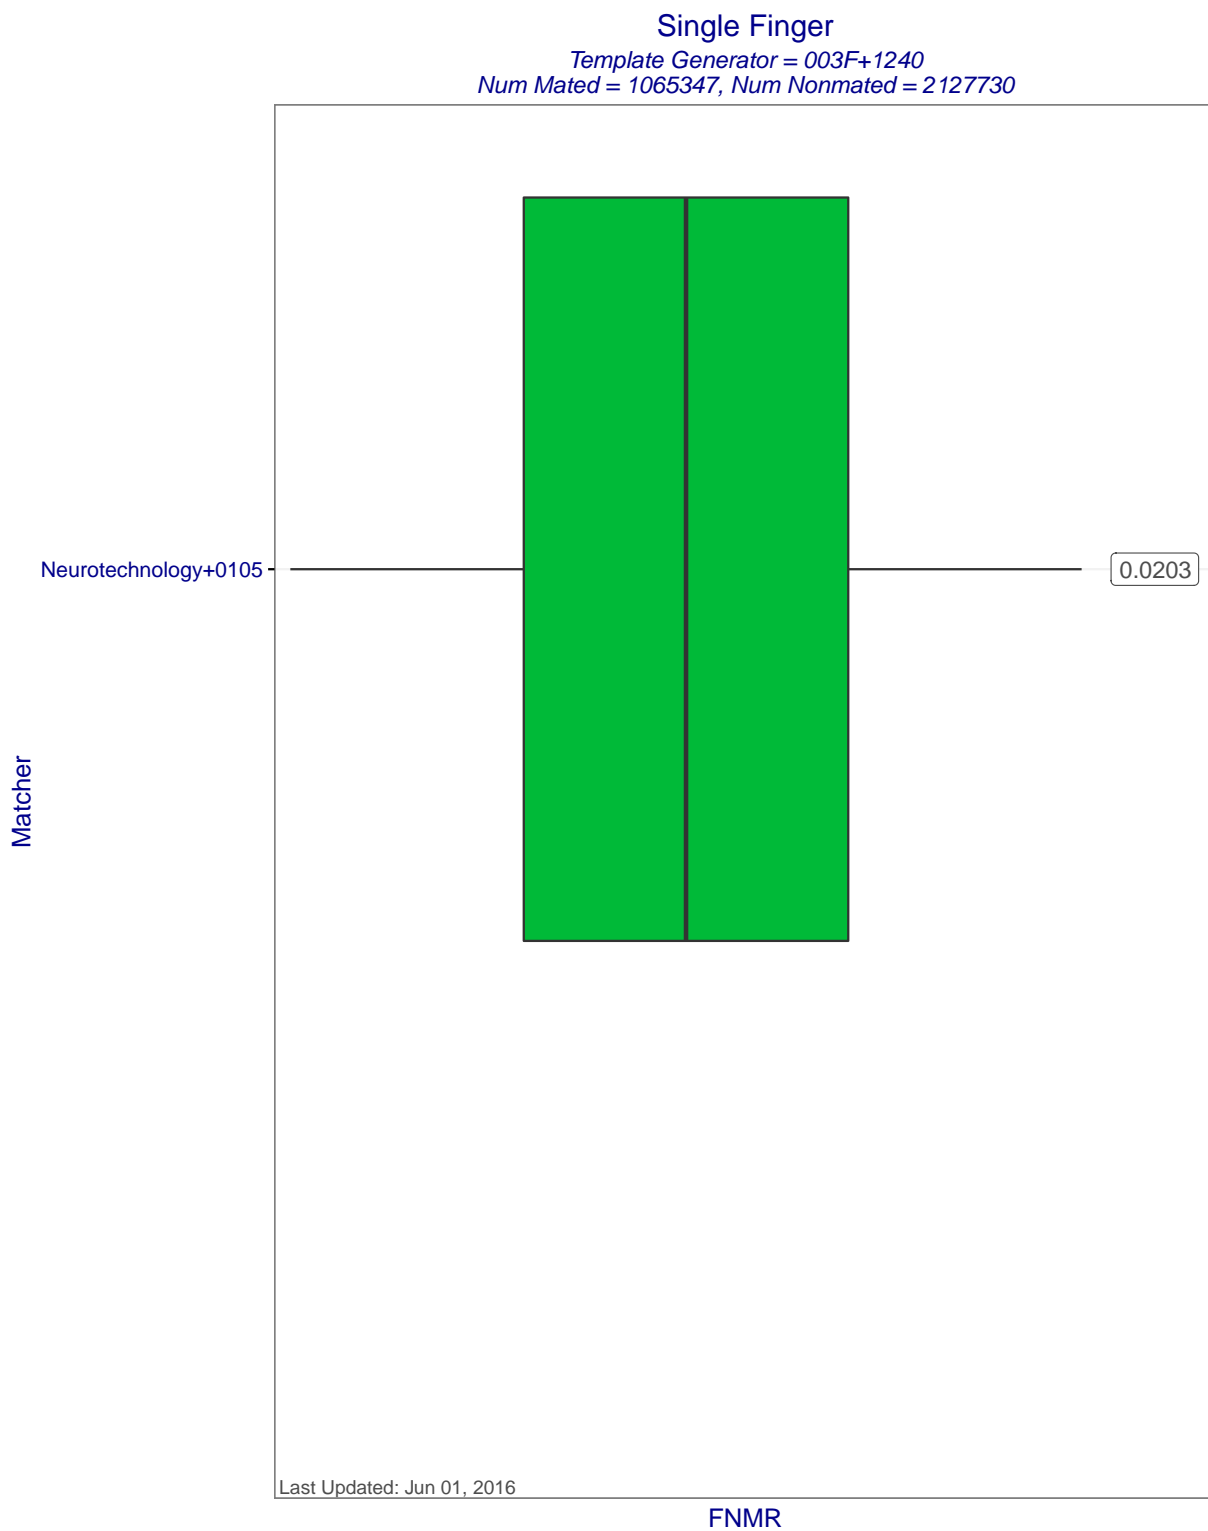 Single Finger
Template Generator = 003F+1240
Num Mated = 1065347, Num Nonmated = 2127730
Neurotechnology+0105
0.0203
Matcher
Last Updated: Jun 01, 2016
FNMR